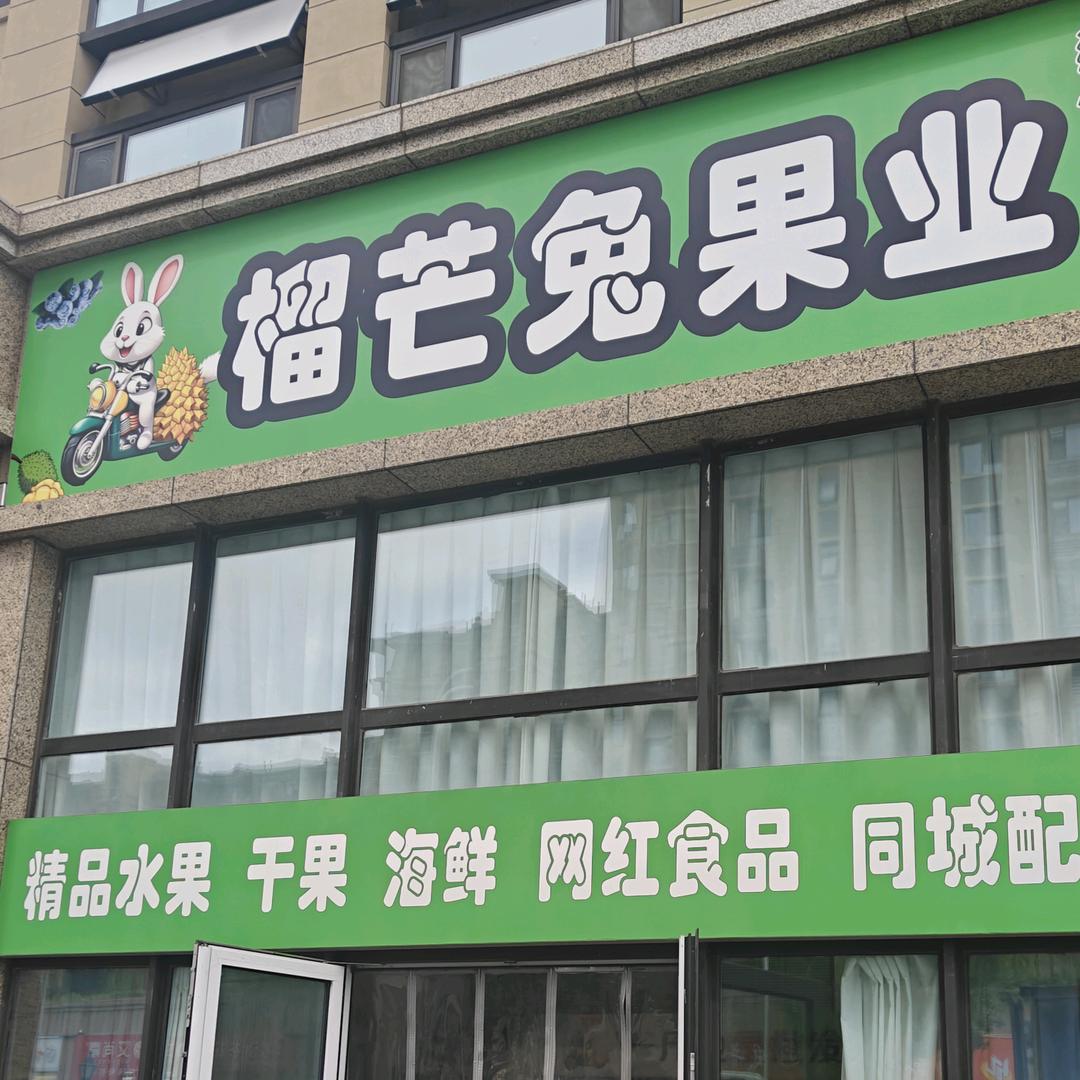 榴芒兔果业
精品水果 干果 海鲜 网红食品 同城配